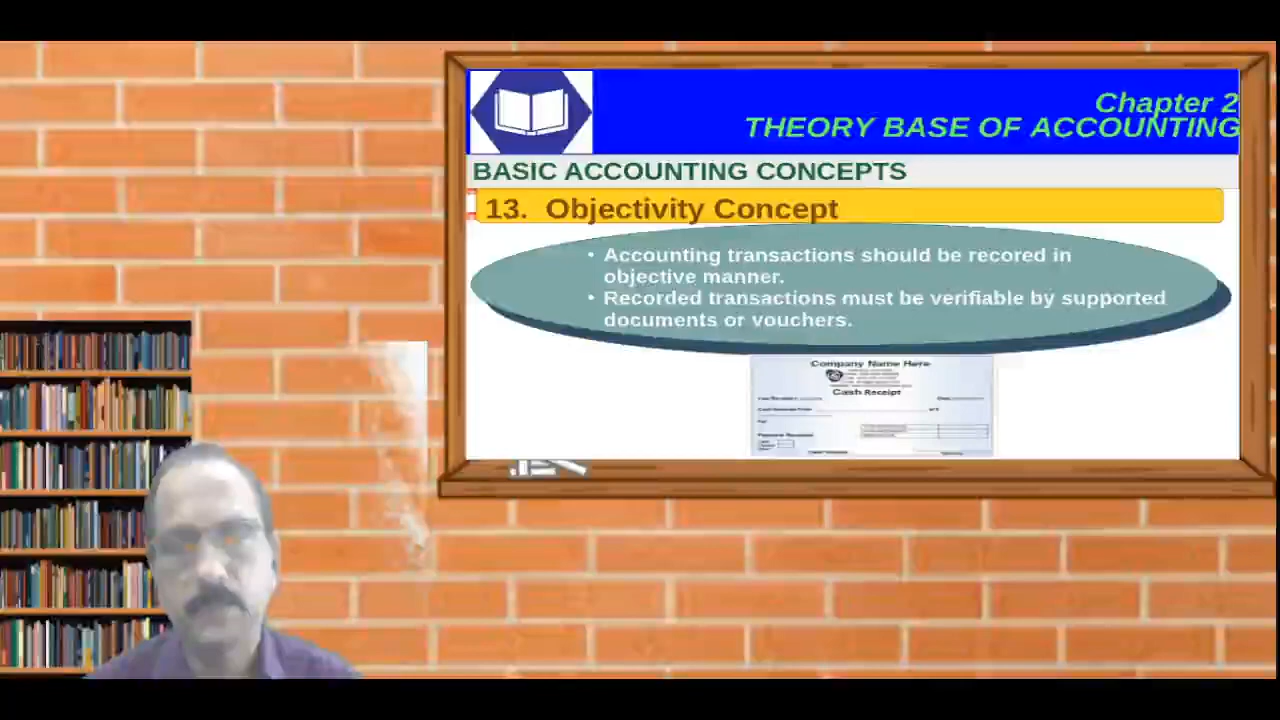 Chapter 2
THEORY BASE OF ACCOUNTING
BASIC ACCOUNTING CONCEPTS
13. Objectivity Concept
• Accounting transactions should be recored in
objective manner.
• Recorded transactions must be verifiable by supported
documents or vouchers.
Company Name Here
Cash Receipt